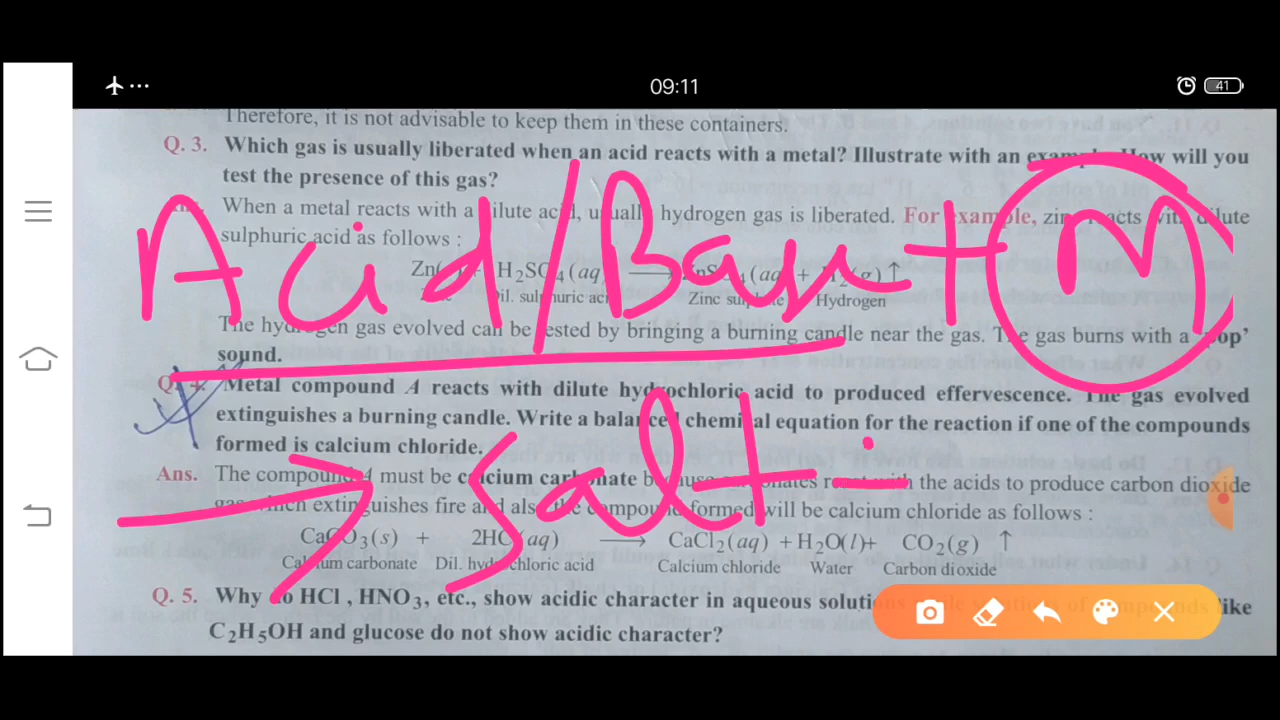 09:11
41
Therefore, it is not advisable to keep them in these containers.
Q. 3. Which gas is usually liberated when an acid reacts with a metal? Illustrate with an example. How will you
test the presence of this gas?
When a metal reacts with a dilute acid, usually hydrogen gas is liberated. For example, zinc reacts with dilute
sulphuric acid as follows :
H2SO4 (aq ⟶ ZnSO4 (aq) + H2(g) ↑
Dil. sulphuric acid Zinc sulphate Hydrogen
The hydrogen gas evolved can be tested by bringing a burning candle near the gas. The gas burns with a 'pop'
sound.
Q. 4. Metal compound A reacts with dilute hydrochloric acid to produced effervescence. The gas evolved
extinguishes a burning candle. Write a balanced chemical equation for the reaction if one of the compounds
formed is calcium chloride.
Ans. The compound A must be calcium carbonate because carbonates react with the acids to produce carbon dioxide
gas which extinguishes fire and also the compound formed will be calcium chloride as follows :
CaCO3(s) + 2HCl (aq) ⟶ CaCl2(aq) + H2O(l)+ CO2(g) ↑
Calcium carbonate Dil. hydrochloric acid Calcium chloride Water Carbon dioxide
Q. 5. Why do HCl , HNO3, etc., show acidic character in aqueous solutions like
C2H5OH and glucose do not show acidic character?
Acid/Base + M
→ Salt +